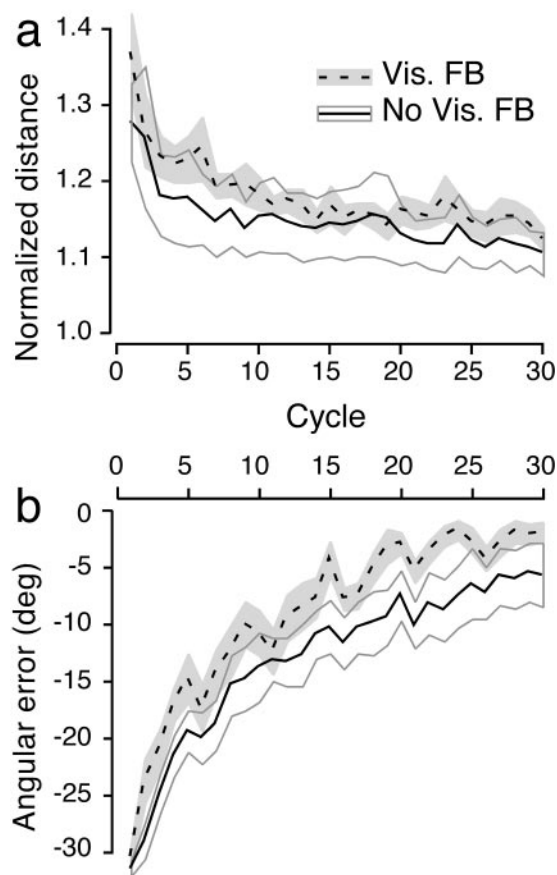 a
1.4
Vis. FB
No Vis. FB
1.3
1.2
1.1
1.0
Normalized distance
0 5 10 15 20 25 30
Cycle
0 5 10 15 20 25 30
b
0
-5
-10
-15
-20
-25
-30
Angular error (deg)